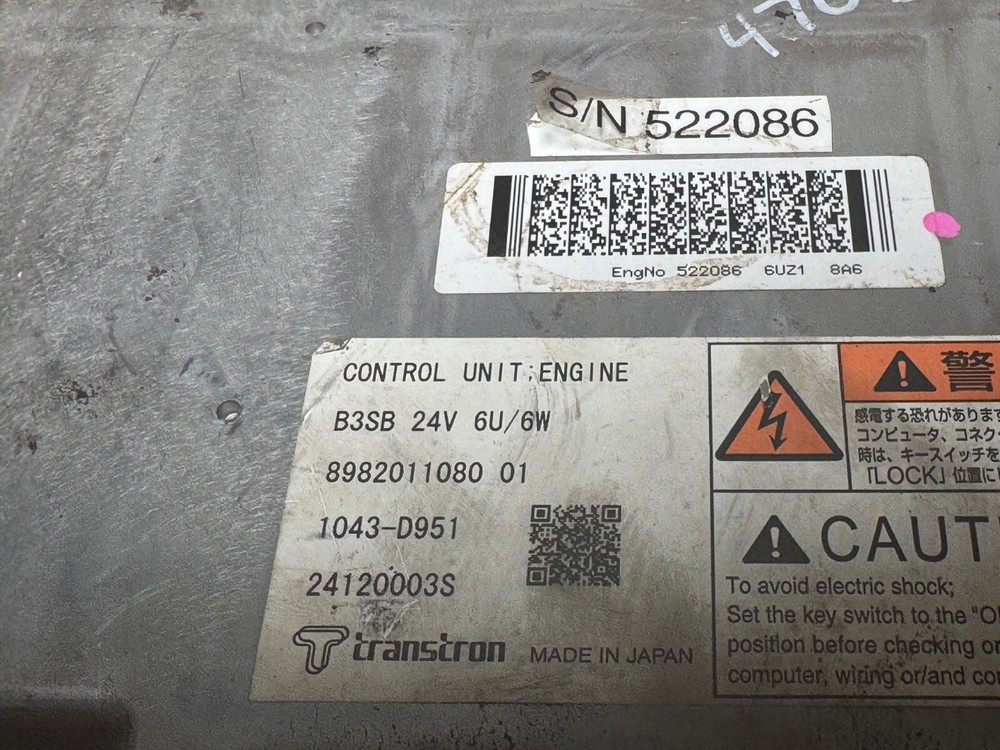 S/N 522086
EngNo 522086 6UZ1 8A6
CONTROL UNIT;ENGINE
B3SB 24V 6U/6W
8982011080 01
1043-D951
24120003S
transtron MADE IN JAPAN
警
感電する恐れがあります
コンピュータ、コネク
時は、キースイッチを
「LOCK」位置に
CAUT
To avoid electric shock;
Set the key switch to the "O
position before checking or
computer, wiring or/and co